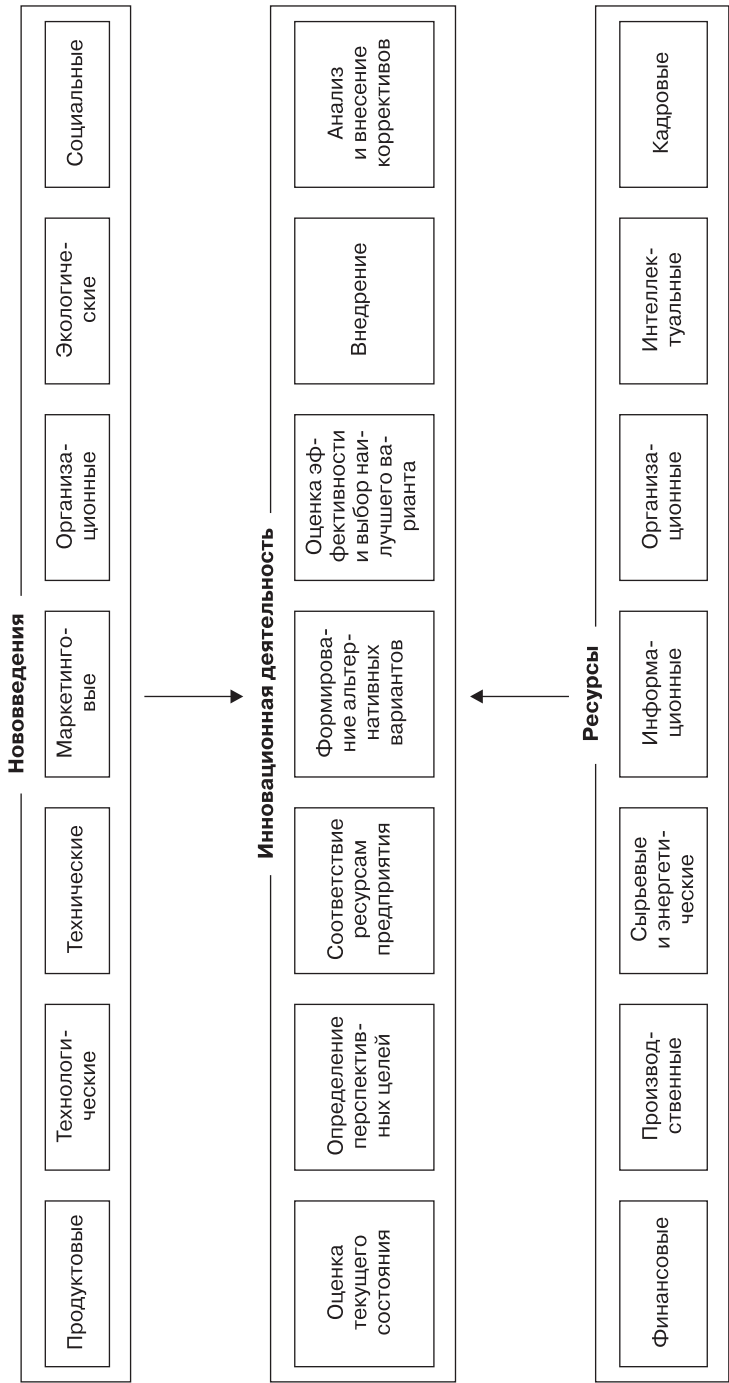 Нововведения
Продуктовые
Технологи-
ческие
Технические
Маркетинго-
вые
Организа-
ционные
Экологиче-
ские
Социальные
Инновационная деятельность
Оценка
текущего
состояния
Определение
перспектив-
ных целей
Соответствие
ресурсам
предприятия
Формирова-
ние альтер-
нативных
вариантов
Оценка эф-
фективности
и выбор наи-
лучшего ва-
рианта
Внедрение
Анализ
и внесение
коррективов
Ресурсы
Финансовые
Производ-
ственные
Сырьевые
и энергети-
ческие
Информа-
ционные
Организа-
ционные
Интеллек-
туальные
Кадровые